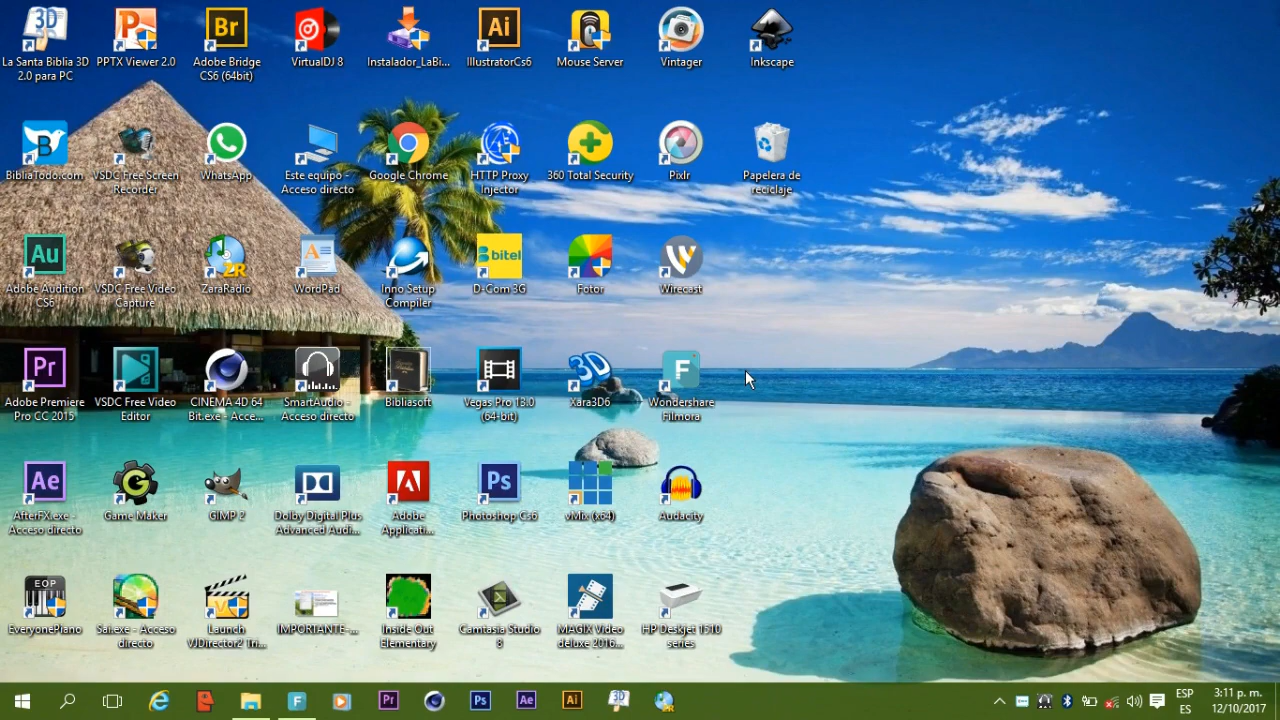 La Santa Biblia 3D
2.0 para PC
PPTX Viewer 2.0
Adobe Bridge
CS6 (64bit)
VirtualDJ 8
Instalador_LaBi...
IllustratorCs6
Mouse Server
Vintager
Inkscape
BibliaTodo.com
VSDC Free Screen
Recorder
WhatsApp
Este equipo -
Acceso directo
Google Chrome
HTTP Proxy
Injector
360 Total Security
Pixlr
Papelera de
reciclaje
Adobe Audition
CS6
VSDC Free Video
Capture
ZaraRadio
WordPad
Inno Setup
Compiler
bitel
D-Com 3G
Fotor
Wirecast
Adobe Premiere
Pro CC 2015
VSDC Free Video
Editor
CINEMA 4D 64
Bit.exe - Acce...
SmartAudio -
Acceso directo
Bibliasoft
Vegas Pro 13.0
(64-bit)
Xara3D6
Wondershare
Filmora
AfterFX.exe -
Acceso directo
Game Maker
GIMP 2
Dolby Digital Plus
Advanced Audi...
Adobe
Applicati...
Photoshop Cs6
vMix (x64)
Audacity
EOP
EveryonePiano
Sai.exe - Acceso
directo
Launch
VJDirector2 Tri...
IMPORTANTE-...
Inside Out
Elementary
Camtasia Studio
8
MAGIX Video
deluxe 2016...
HP Deskjet 1510
series
ESP
ES
3:11 p. m.
12/10/2017